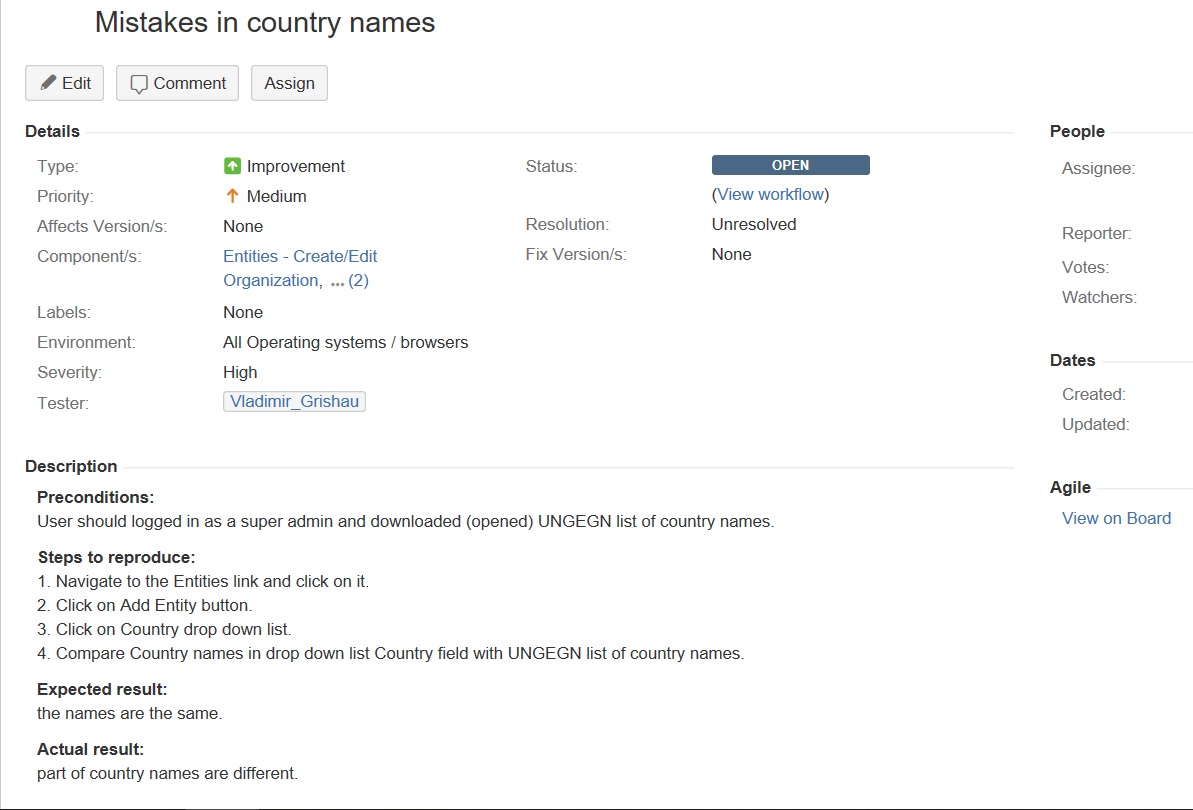 Mistakes in country names
Edit Comment Assign
Details
Type: Improvement
Priority: Medium
Affects Version/s: None
Component/s: Entities - Create/Edit
Organization, ... (2)
Labels: None
Environment: All Operating systems / browsers
Severity: High
Tester: Vladimir_Grishau
Status: OPEN
(View workflow)
Resolution: Unresolved
Fix Version/s: None
Description
Preconditions:
User should logged in as a super admin and downloaded (opened) UNGEGN list of country names.
Steps to reproduce:
1. Navigate to the Entities link and click on it.
2. Click on Add Entity button.
3. Click on Country drop down list.
4. Compare Country names in drop down list Country field with UNGEGN list of country names.
Expected result:
the names are the same.
Actual result:
part of country names are different.
People
Assignee:
Reporter:
Votes:
Watchers:
Dates
Created:
Updated:
Agile
View on Board